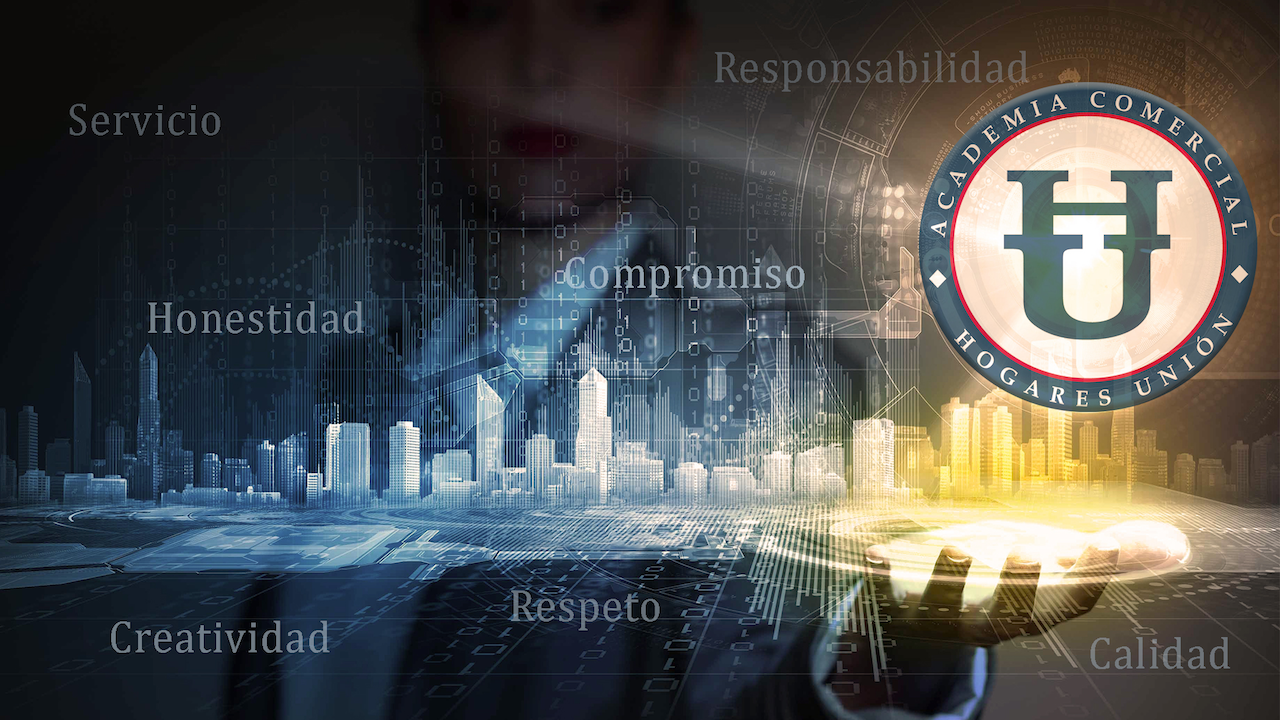 Responsabilidad
Servicio
ACADEMIA COMERCIAL
HU
HOGARES UNIÓN
Compromiso
Honestidad
Respeto
Creatividad
Calidad